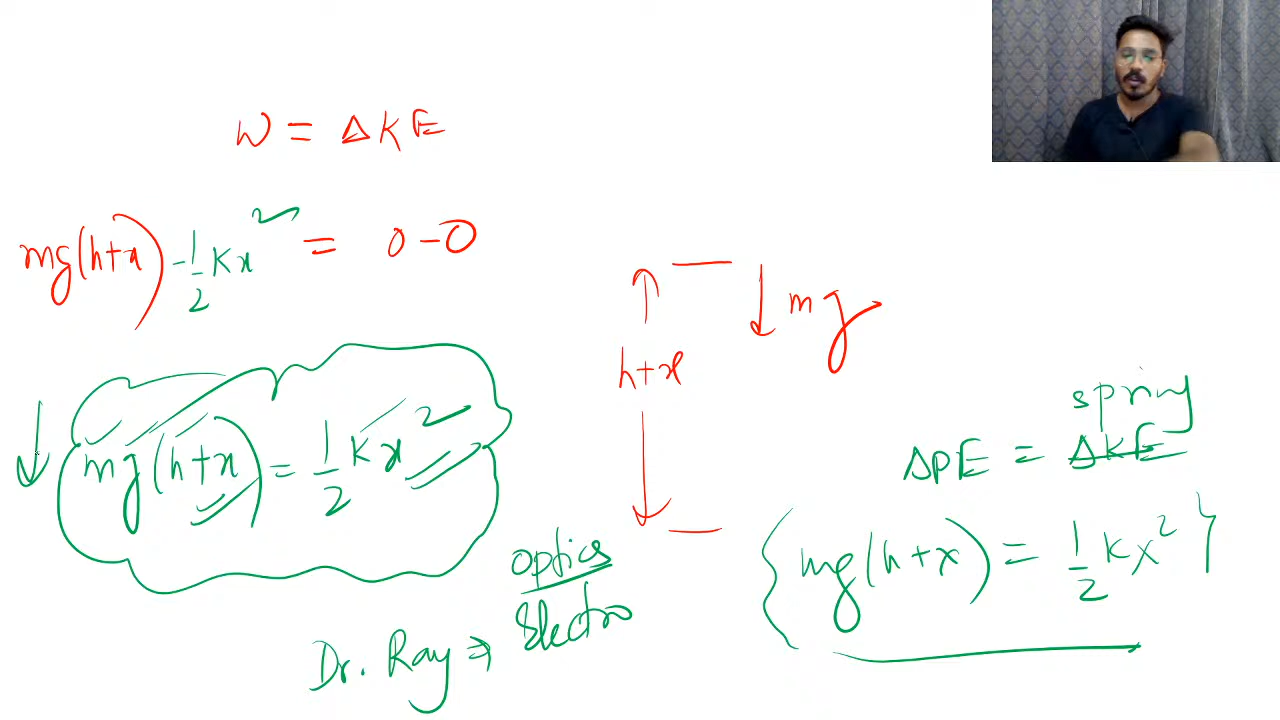 W = ΔKE
mg(h+x) - 1/2 Kx² = 0 - 0
mg
h+x
mg(h+x) = 1/2 Kx²
spring
ΔPE = ΔKE
mg(h+x) = 1/2 Kx²
optics
Electro
Dr. Ray ⇒